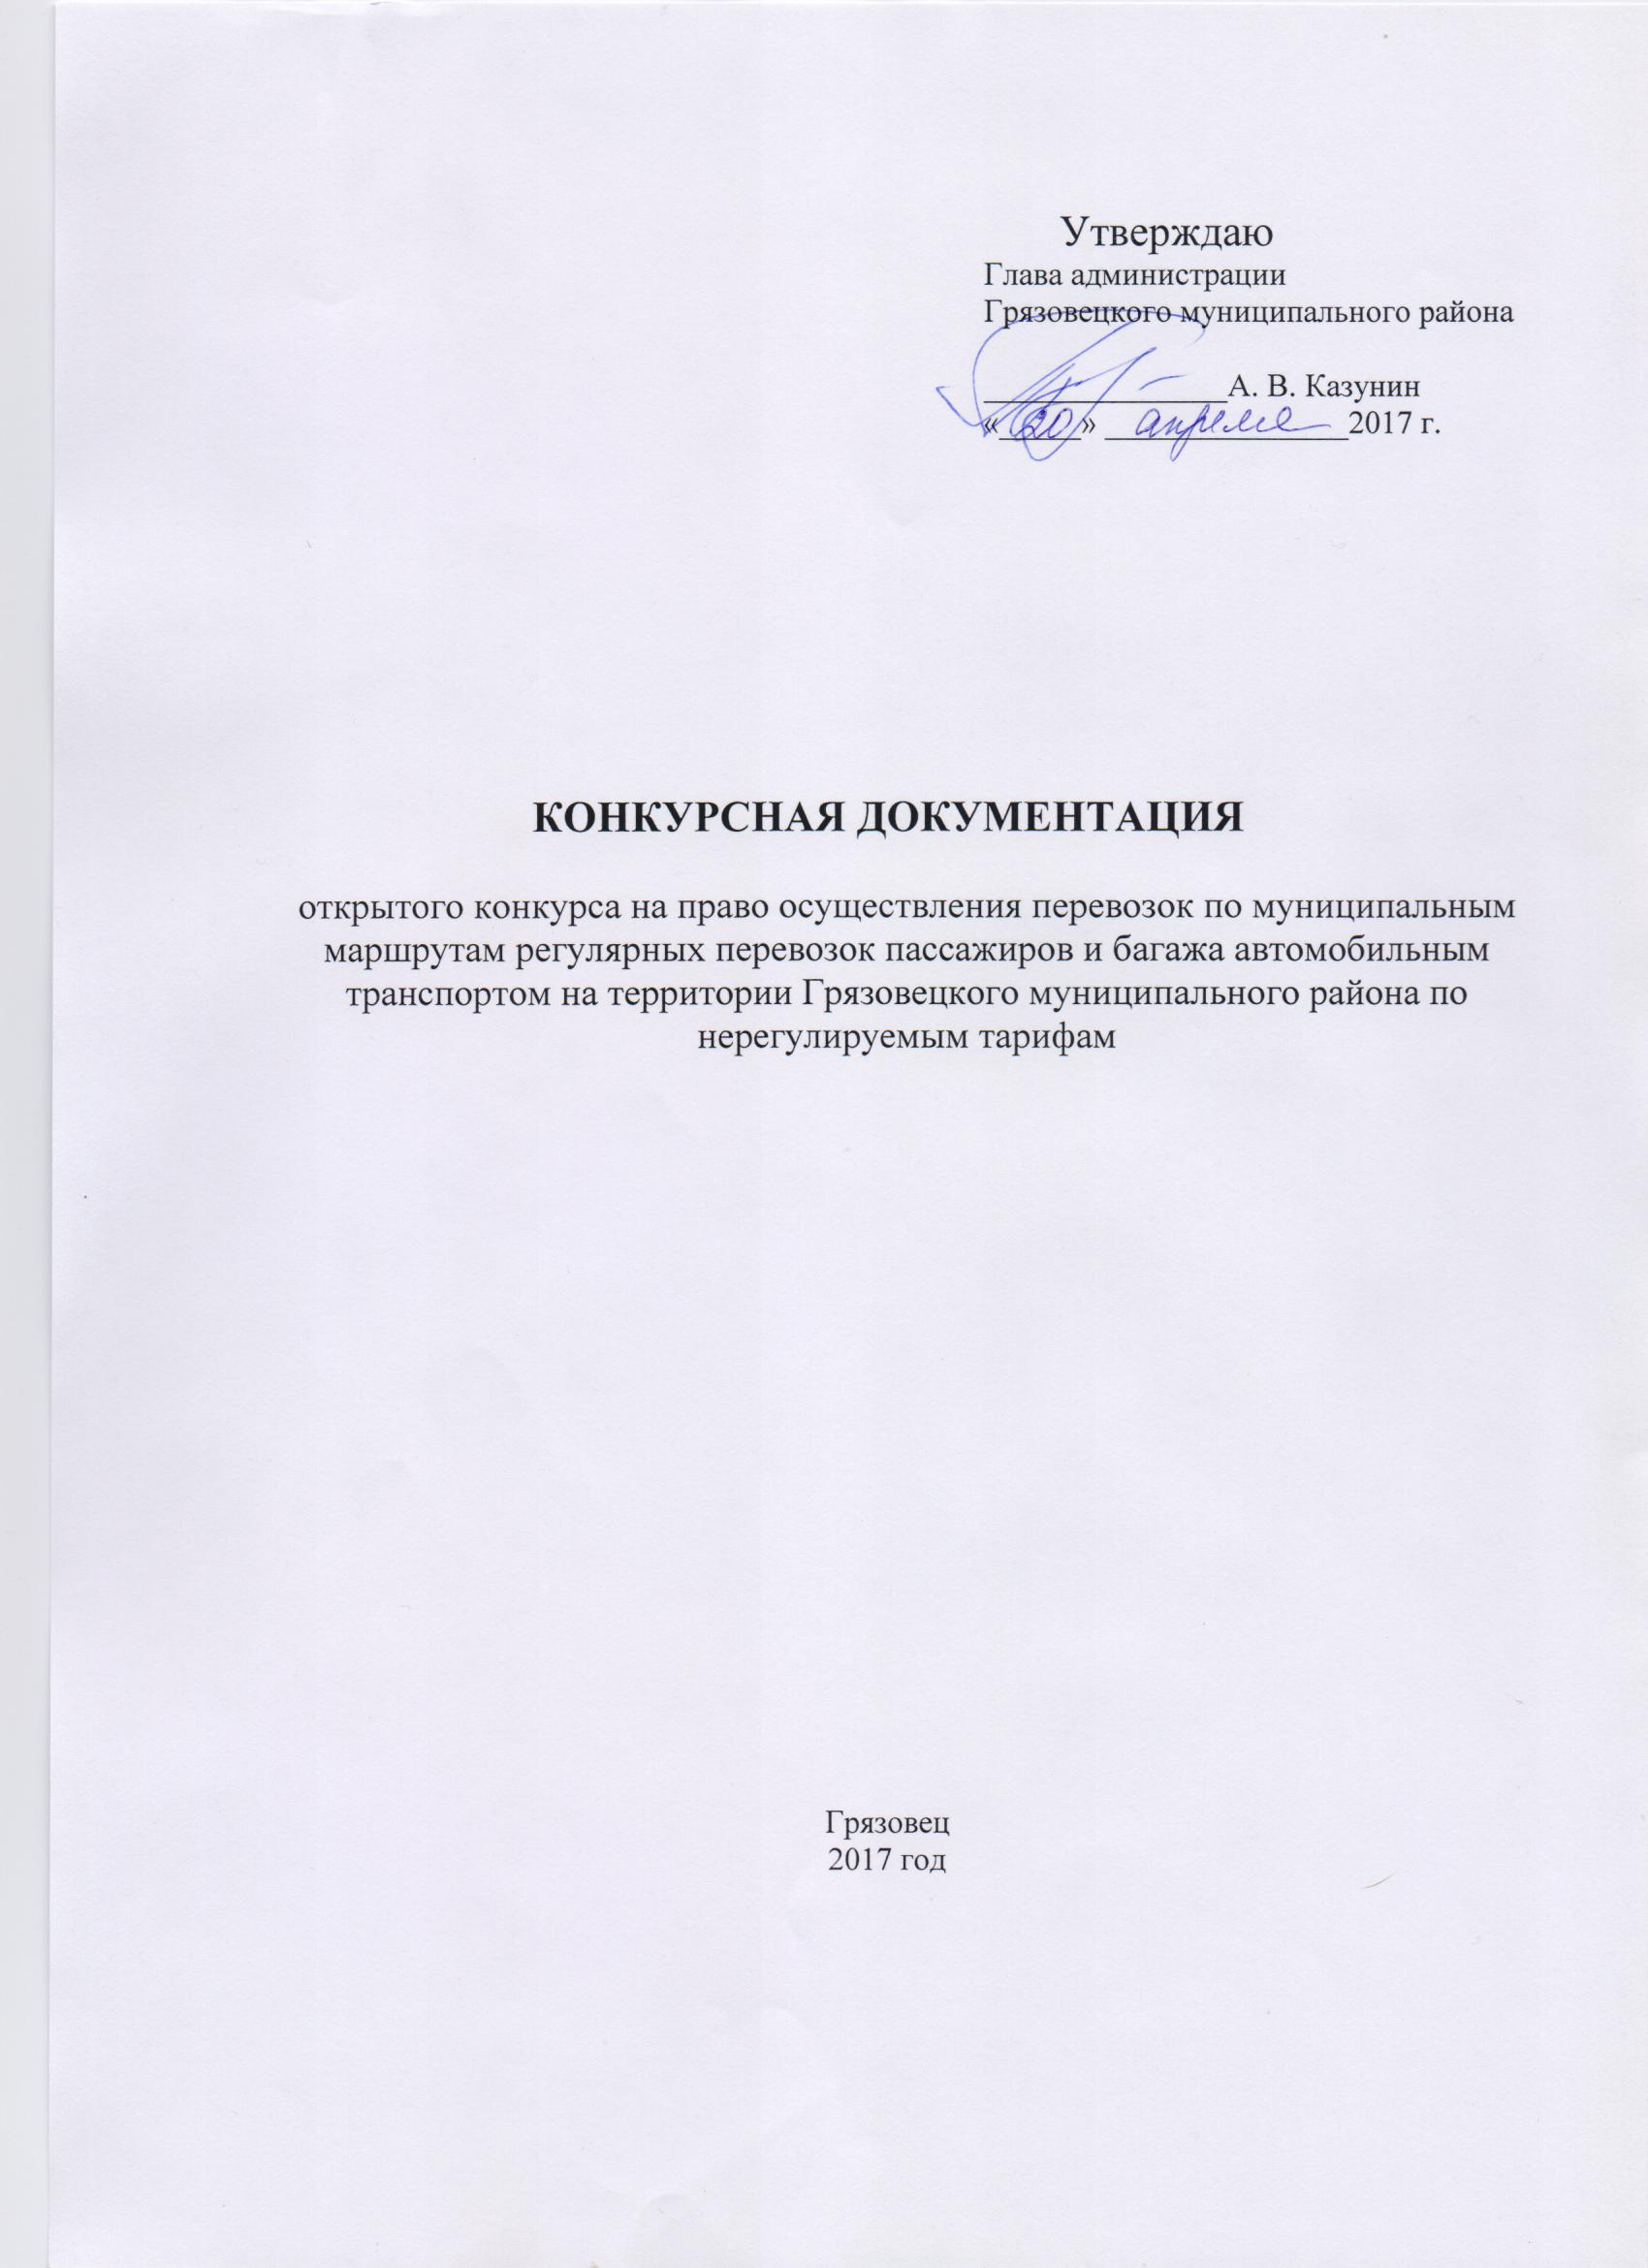 Утверждаю
Глава администрации
Грязовецкого муниципального района
________________А. В. Казунин
«20» апреля 2017 г.
КОНКУРСНАЯ ДОКУМЕНТАЦИЯ
открытого конкурса на право осуществления перевозок по муниципальным
маршрутам регулярных перевозок пассажиров и багажа автомобильным
транспортом на территории Грязовецкого муниципального района по
нерегулируемым тарифам
Грязовец
2017 год